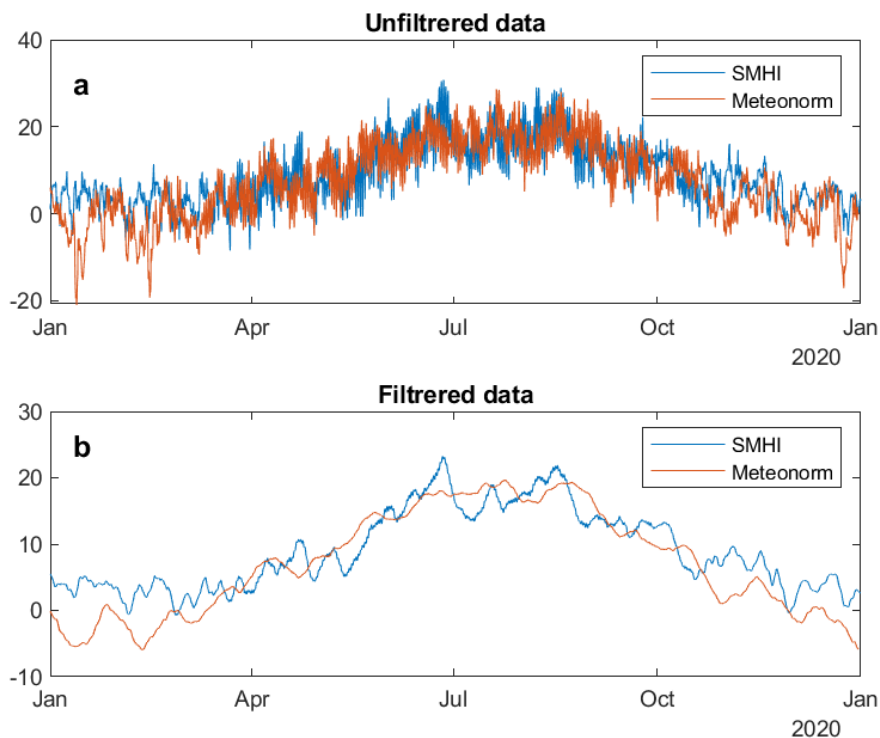 Unfiltrered data
40
a
SMHI
Meteonorm
20
0
-20
Jan Apr Jul Oct Jan
2020
Filtrered data
30
b
SMHI
Meteonorm
20
10
0
-10
Jan Apr Jul Oct Jan
2020